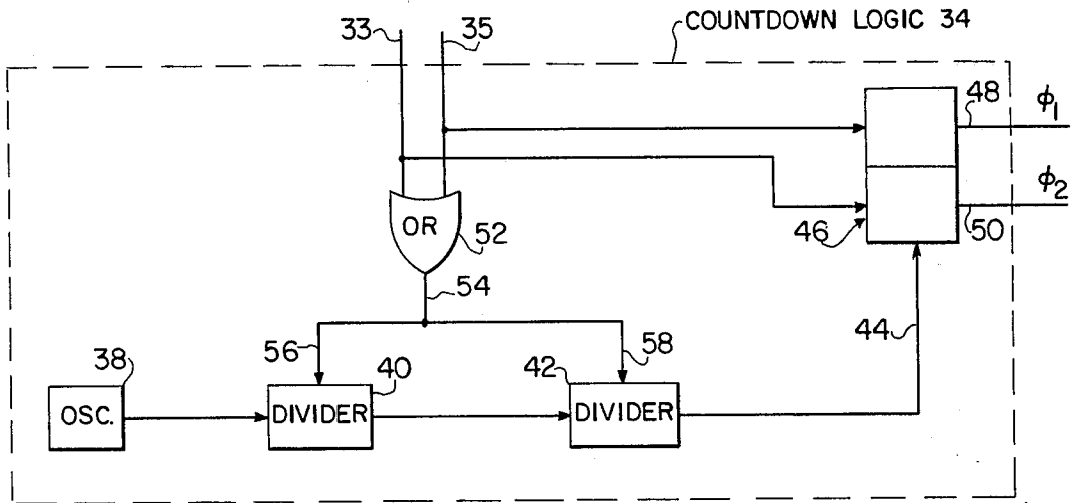 COUNTDOWN LOGIC 34
33
35
48
ϕ1
ϕ2
46
50
OR
52
54
44
56
58
38
40
42
OSC.
DIVIDER
DIVIDER